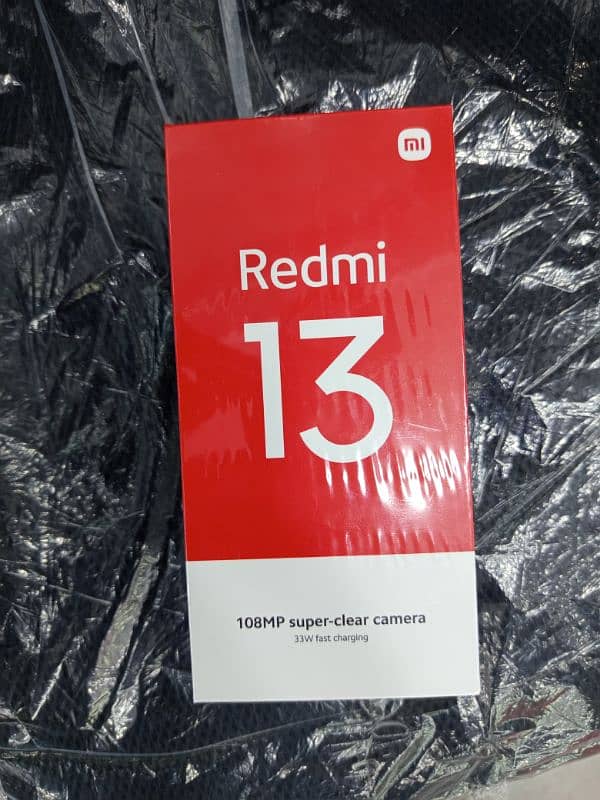 mi
Redmi
13
108MP super-clear camera
33W fast charging